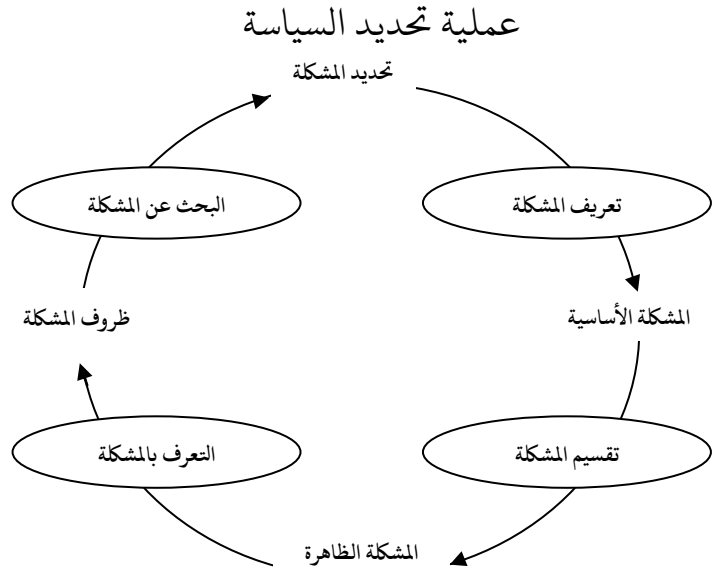 عملية تحديد السياسة
تحديد المشكلة
البحث عن المشكلة
تعريف المشكلة
ظروف المشكلة
المشكلة الأساسية
التعرف بالمشكلة
تقسيم المشكلة
المشكلة الظاهرة